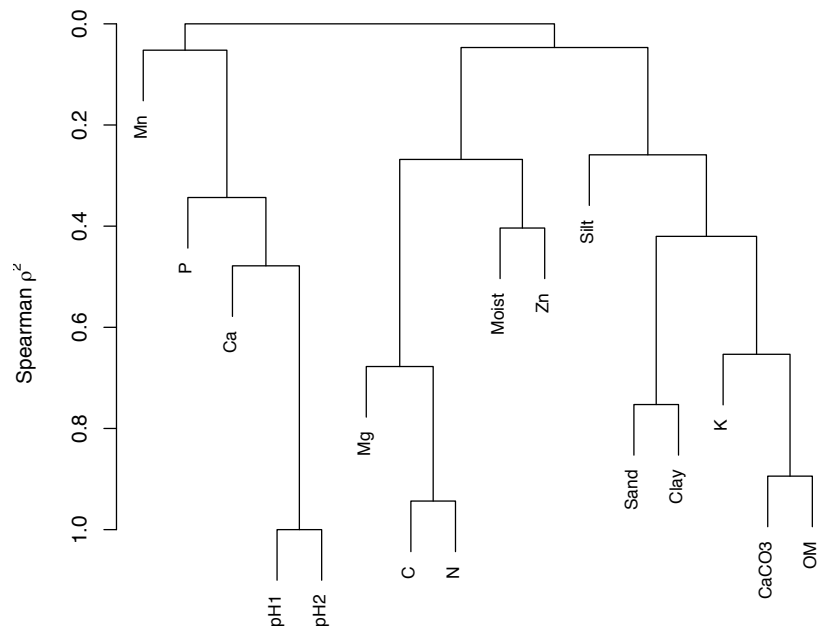 0.0
0.2
0.4
0.6
0.8
1.0
Spearman ρ²
Mn
P
Ca
pH1
pH2
Mg
C
N
Moist
Zn
Silt
Sand
Clay
K
CaCO3
OM